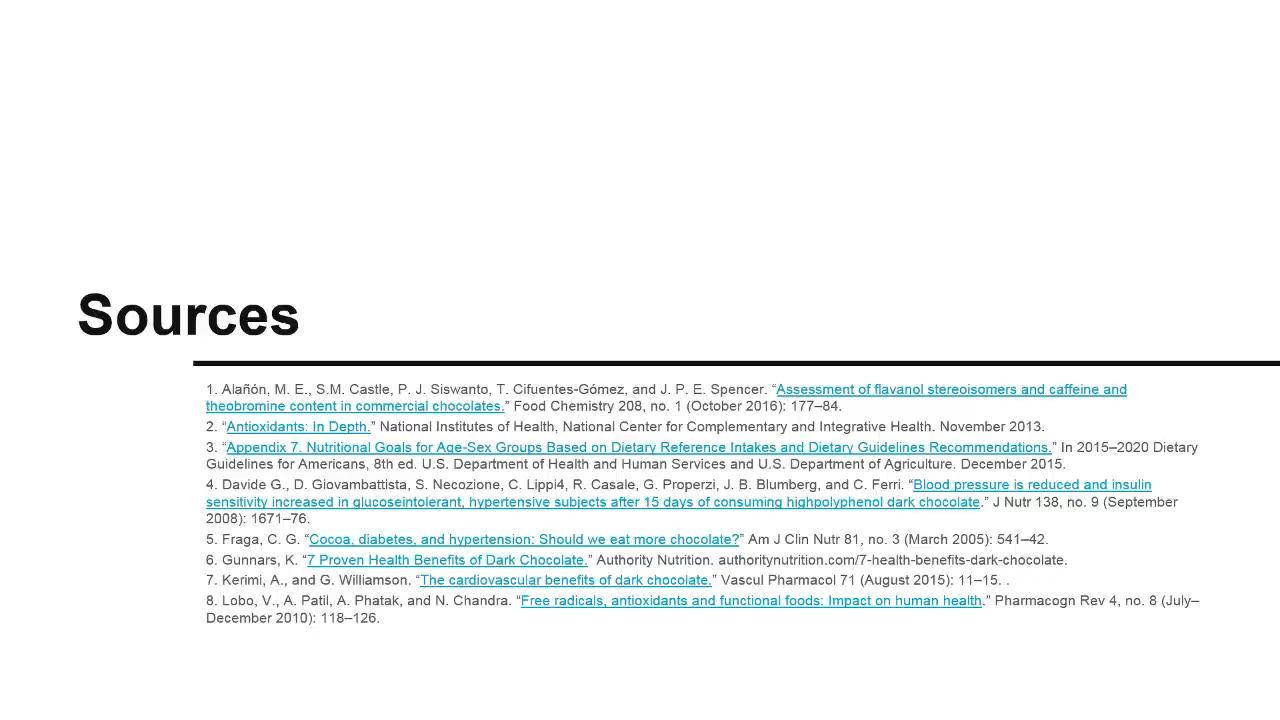 Sources
1. Alañón, M. E., S.M. Castle, P. J. Siswanto, T. Cifuentes-Gómez, and J. P. E. Spencer. “Assessment of flavanol stereoisomers and caffeine and
theobromine content in commercial chocolates.” Food Chemistry 208, no. 1 (October 2016): 177–84.
2. “Antioxidants: In Depth.” National Institutes of Health, National Center for Complementary and Integrative Health. November 2013.
3. “Appendix 7. Nutritional Goals for Age-Sex Groups Based on Dietary Reference Intakes and Dietary Guidelines Recommendations.” In 2015–2020 Dietary
Guidelines for Americans, 8th ed. U.S. Department of Health and Human Services and U.S. Department of Agriculture. December 2015.
4. Davide G., D. Giovambattista, S. Necozione, C. Lippi4, R. Casale, G. Properzi, J. B. Blumberg, and C. Ferri. “Blood pressure is reduced and insulin
sensitivity increased in glucoseintolerant, hypertensive subjects after 15 days of consuming highpolyphenol dark chocolate.” J Nutr 138, no. 9 (September
2008): 1671–76.
5. Fraga, C. G. “Cocoa, diabetes, and hypertension: Should we eat more chocolate?” Am J Clin Nutr 81, no. 3 (March 2005): 541–42.
6. Gunnars, K. “7 Proven Health Benefits of Dark Chocolate.” Authority Nutrition. authoritynutrition.com/7-health-benefits-dark-chocolate.
7. Kerimi, A., and G. Williamson. “The cardiovascular benefits of dark chocolate.” Vascul Pharmacol 71 (August 2015): 11–15. .
8. Lobo, V., A. Patil, A. Phatak, and N. Chandra. “Free radicals, antioxidants and functional foods: Impact on human health.” Pharmacogn Rev 4, no. 8 (July–
December 2010): 118–126.